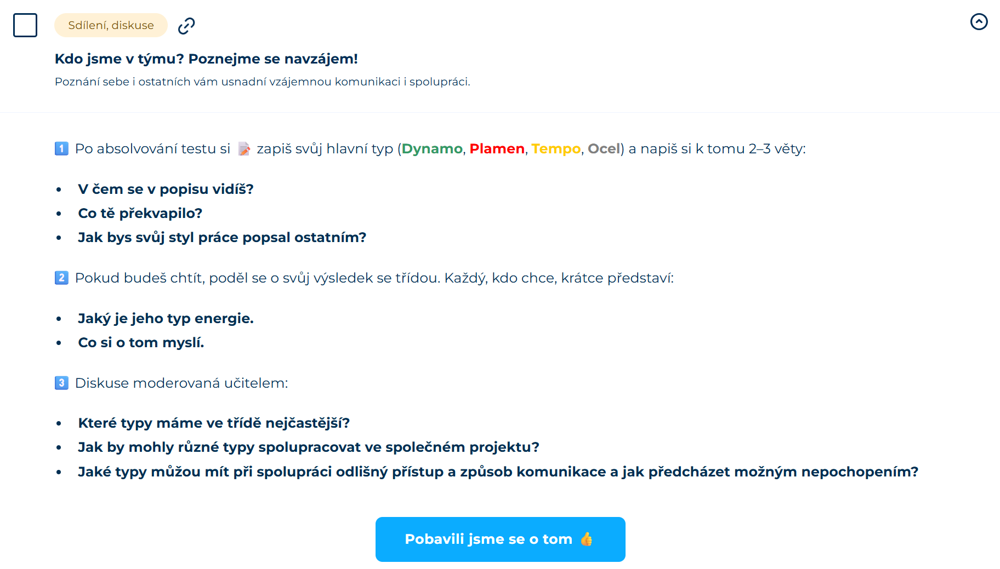 Sdílení, diskuse
Kdo jsme v týmu? Poznejme se navzájem!
Poznání sebe i ostatních vám usnadní vzájemnou komunikaci i spolupráci.
1️⃣ Po absolvování testu si 📝 zapiš svůj hlavní typ (Dynamo, Plamen, Tempo, Ocel) a napiš si k tomu 2–3 věty:
• V čem se v popisu vidíš?
• Co tě překvapilo?
• Jak bys svůj styl práce popsal ostatním?
2️⃣ Pokud budeš chtít, poděl se o svůj výsledek se třídou. Každý, kdo chce, krátce představí:
• Jaký je jeho typ energie.
• Co si o tom myslí.
3️⃣ Diskuse moderovaná učitelem:
• Které typy máme ve třídě nejčastější?
• Jak by mohly různé typy spolupracovat ve společném projektu?
• Jaké typy můžou mít při spolupráci odlišný přístup a způsob komunikace a jak předcházet možným nepochopením?
Pobavili jsme se o tom 👍